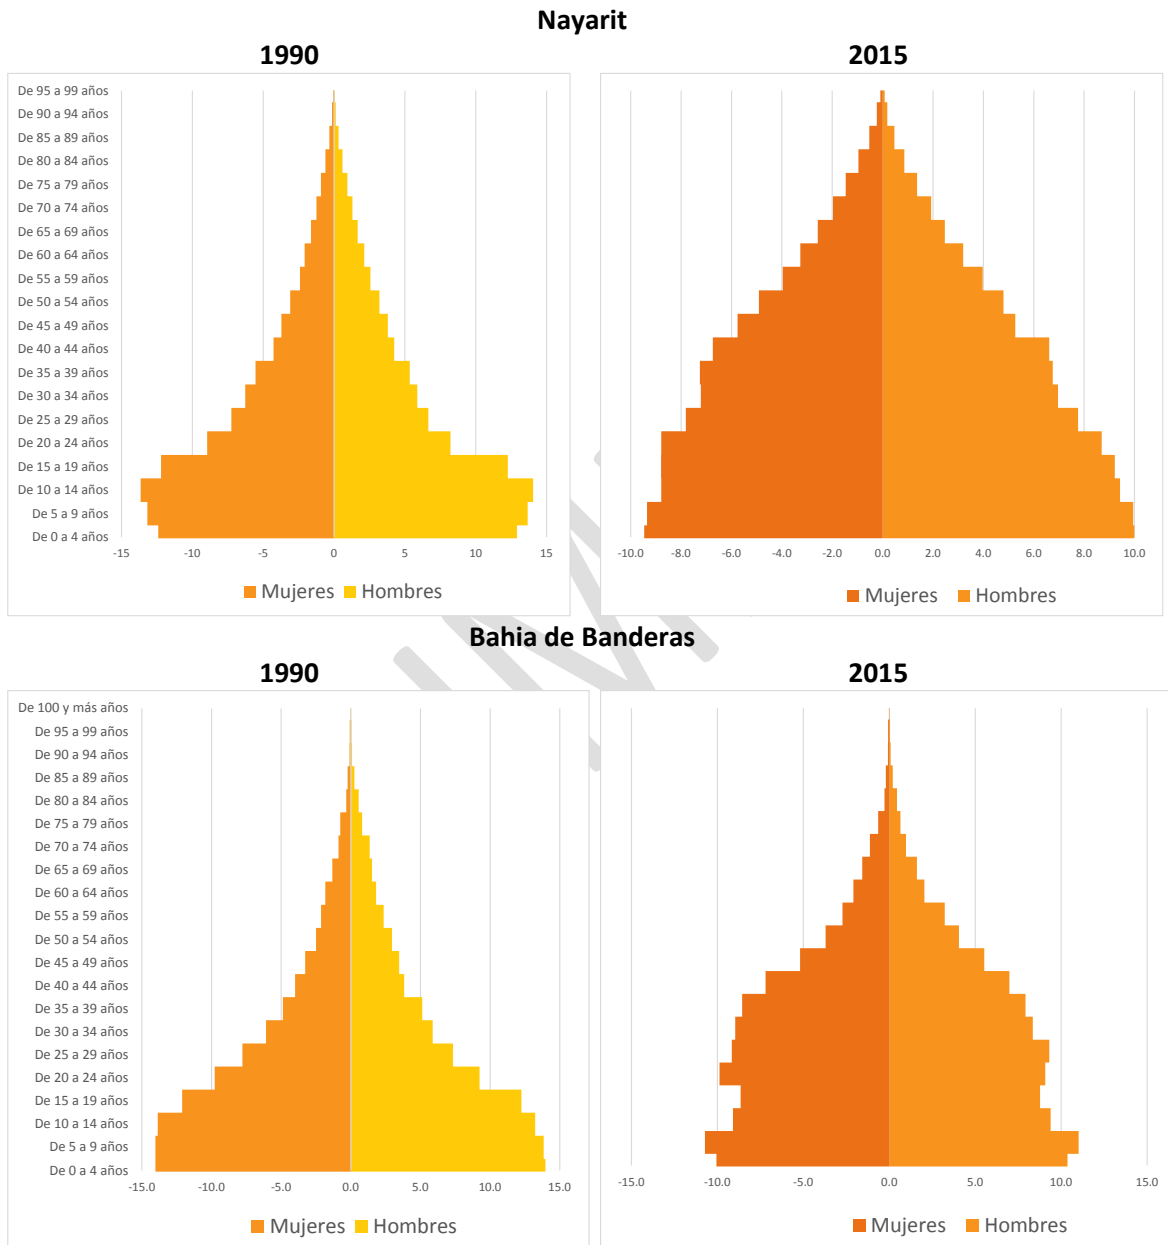 Nayarit
1990
2015
De 95 a 99 años
De 90 a 94 años
De 85 a 89 años
De 80 a 84 años
De 75 a 79 años
De 70 a 74 años
De 65 a 69 años
De 60 a 64 años
De 55 a 59 años
De 50 a 54 años
De 45 a 49 años
De 40 a 44 años
De 35 a 39 años
De 30 a 34 años
De 25 a 29 años
De 20 a 24 años
De 15 a 19 años
De 10 a 14 años
De 5 a 9 años
De 0 a 4 años
-15 -10 -5 0 5 10 15
Mujeres Hombres
-10.0 -8.0 -6.0 -4.0 -2.0 0.0 2.0 4.0 6.0 8.0 10.0
Mujeres Hombres
Bahia de Banderas
1990
2015
De 100 y más años
De 95 a 99 años
De 90 a 94 años
De 85 a 89 años
De 80 a 84 años
De 75 a 79 años
De 70 a 74 años
De 65 a 69 años
De 60 a 64 años
De 55 a 59 años
De 50 a 54 años
De 45 a 49 años
De 40 a 44 años
De 35 a 39 años
De 30 a 34 años
De 25 a 29 años
De 20 a 24 años
De 15 a 19 años
De 10 a 14 años
De 5 a 9 años
De 0 a 4 años
-15.0 -10.0 -5.0 0.0 5.0 10.0 15.0
Mujeres Hombres
-15.0 -10.0 -5.0 0.0 5.0 10.0 15.0
Mujeres Hombres